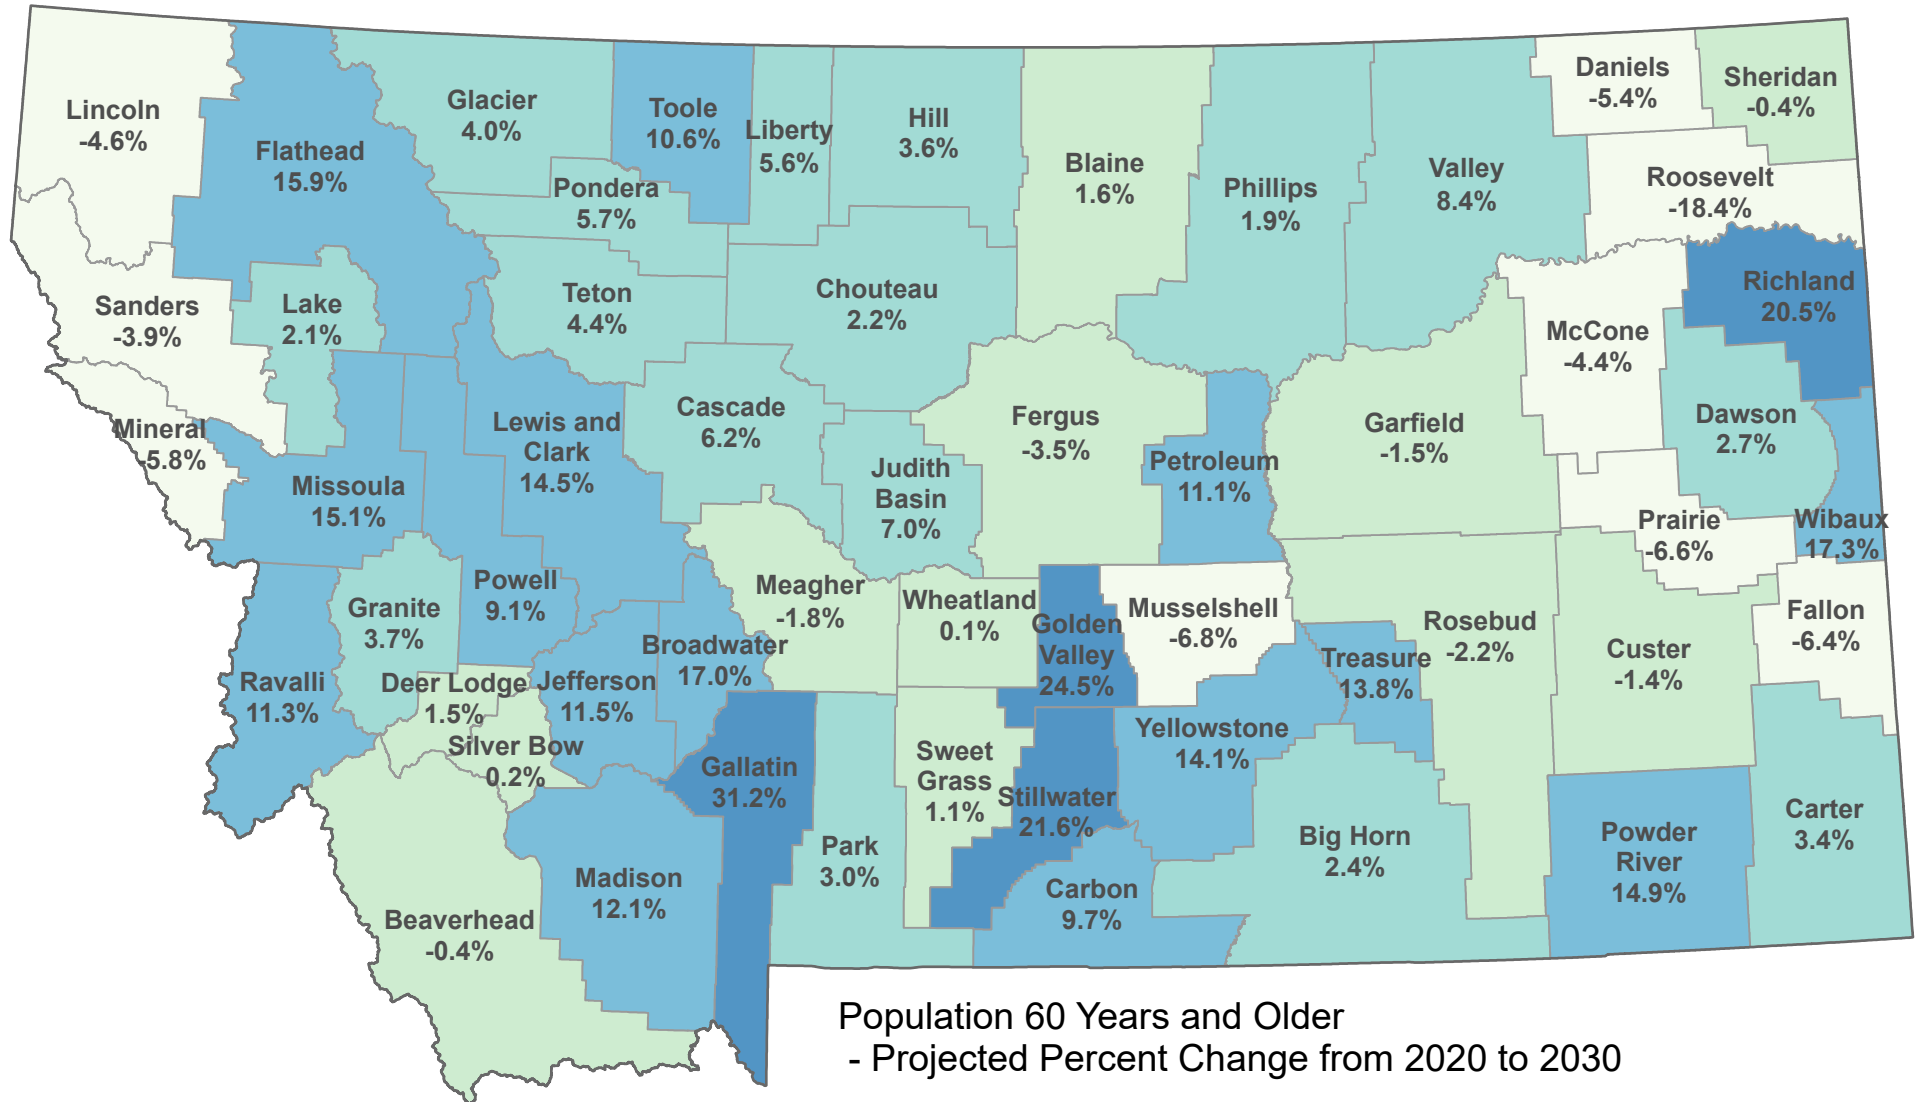 Lincoln
-4.6%
Flathead
15.9%
Glacier
4.0%
Toole
10.6%
Liberty
5.6%
Hill
3.6%
Blaine
1.6%
Phillips
1.9%
Valley
8.4%
Daniels
-5.4%
Sheridan
-0.4%
Roosevelt
-18.4%
Pondera
5.7%
Sanders
-3.9%
Lake
2.1%
Teton
4.4%
Chouteau
2.2%
Richland
20.5%
McCone
-4.4%
Mineral
-5.8%
Missoula
15.1%
Lewis and
Clark
14.5%
Cascade
6.2%
Judith
Basin
7.0%
Fergus
-3.5%
Petroleum
11.1%
Garfield
-1.5%
Dawson
2.7%
Prairie
-6.6%
Wibaux
17.3%
Powell
9.1%
Granite
3.7%
Meagher
-1.8%
Wheatland
0.1%
Golden
Valley
24.5%
Musselshell
-6.8%
Rosebud
-2.2%
Custer
-1.4%
Fallon
-6.4%
Ravalli
11.3%
Deer Lodge
1.5%
Jefferson
11.5%
Broadwater
17.0%
Treasure
13.8%
Silver Bow
0.2%
Gallatin
31.2%
Sweet
Grass
1.1%
Stillwater
21.6%
Yellowstone
14.1%
Big Horn
2.4%
Powder
River
14.9%
Carter
3.4%
Park
3.0%
Madison
12.1%
Carbon
9.7%
Beaverhead
-0.4%
Population 60 Years and Older
- Projected Percent Change from 2020 to 2030